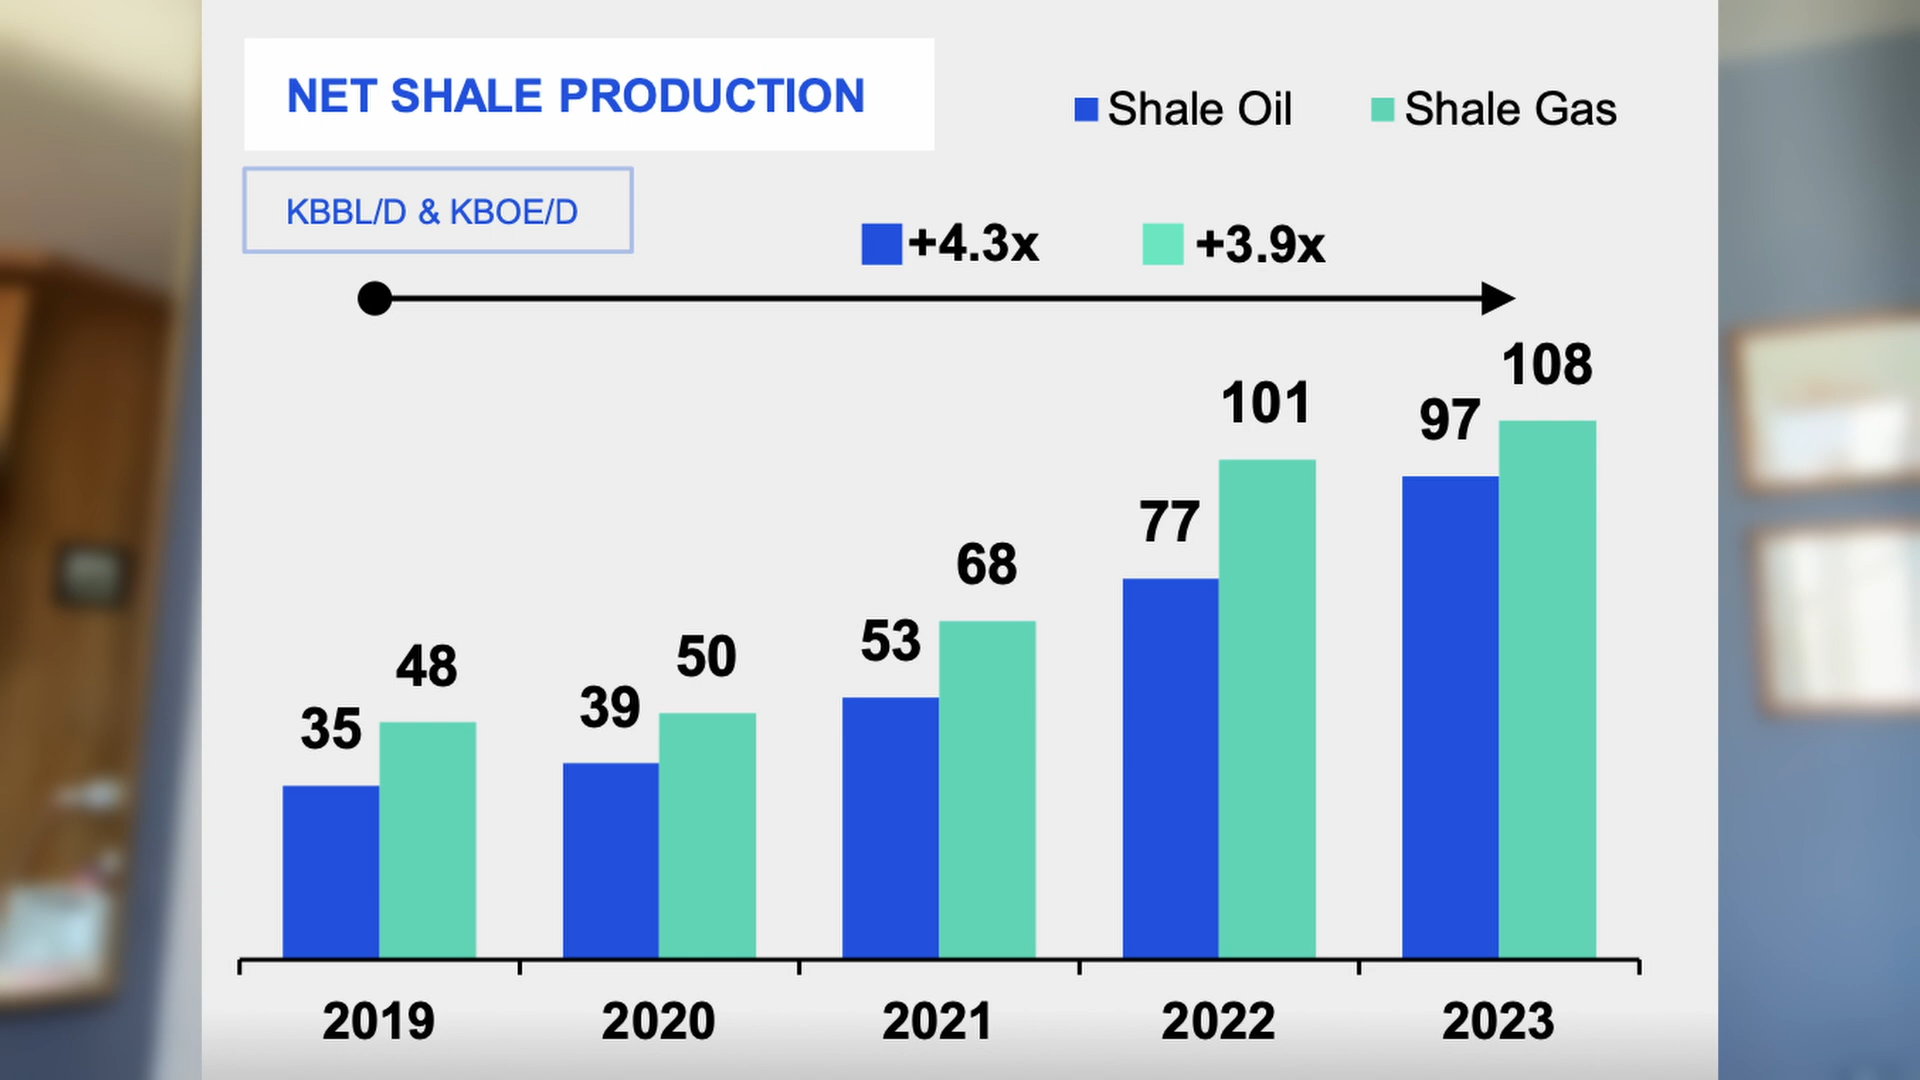 NET SHALE PRODUCTION
Shale Oil Shale Gas
KBBL/D & KBOE/D
+4.3x +3.9x
35 48 39 50 53 68 77 101 97 108
2019 2020 2021 2022 2023